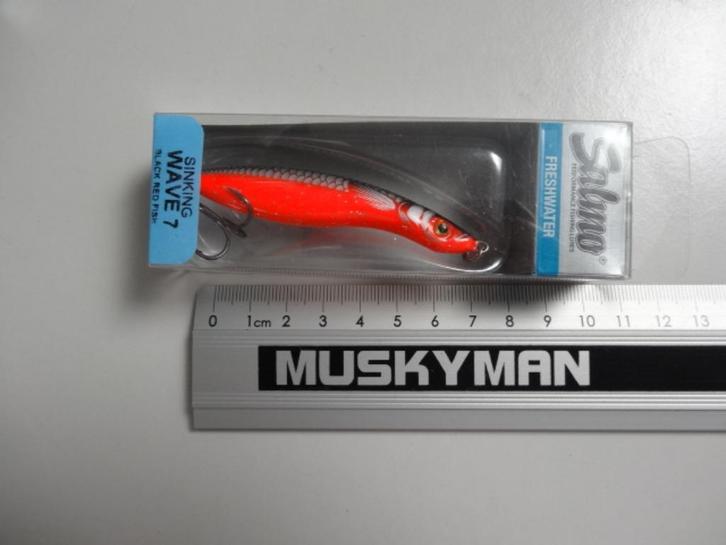 SINKING
WAVE 7
BLACK RED FISH
FRESHWATER
Salmo®
0 1cm 2 3 4 5 6 7 8 9 10 11 12 13
MUSKYMAN